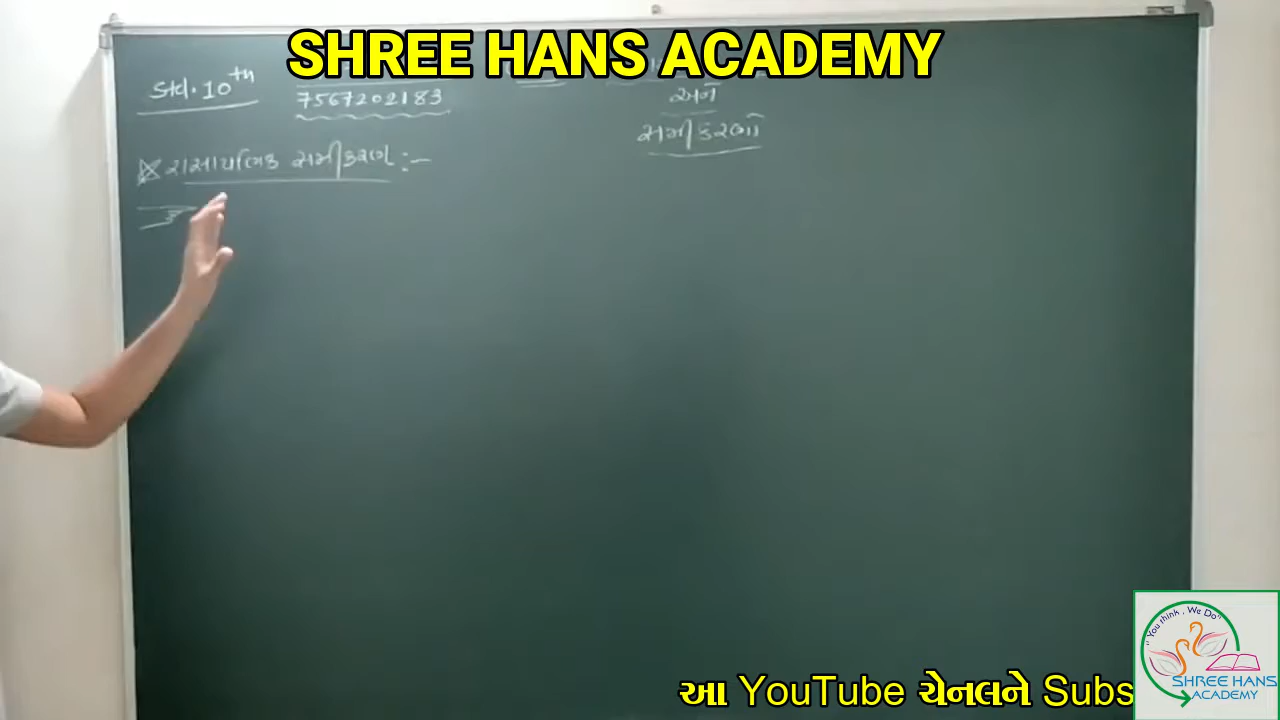 SHREE HANS ACADEMY
ધો. 10th
7567202183
અને
સમીકરણો
રાસાયણિક સમીકરણ :-
"You think, We Do"
SHREE HANS
ACADEMY
આ YouTube ચેનલને Subs